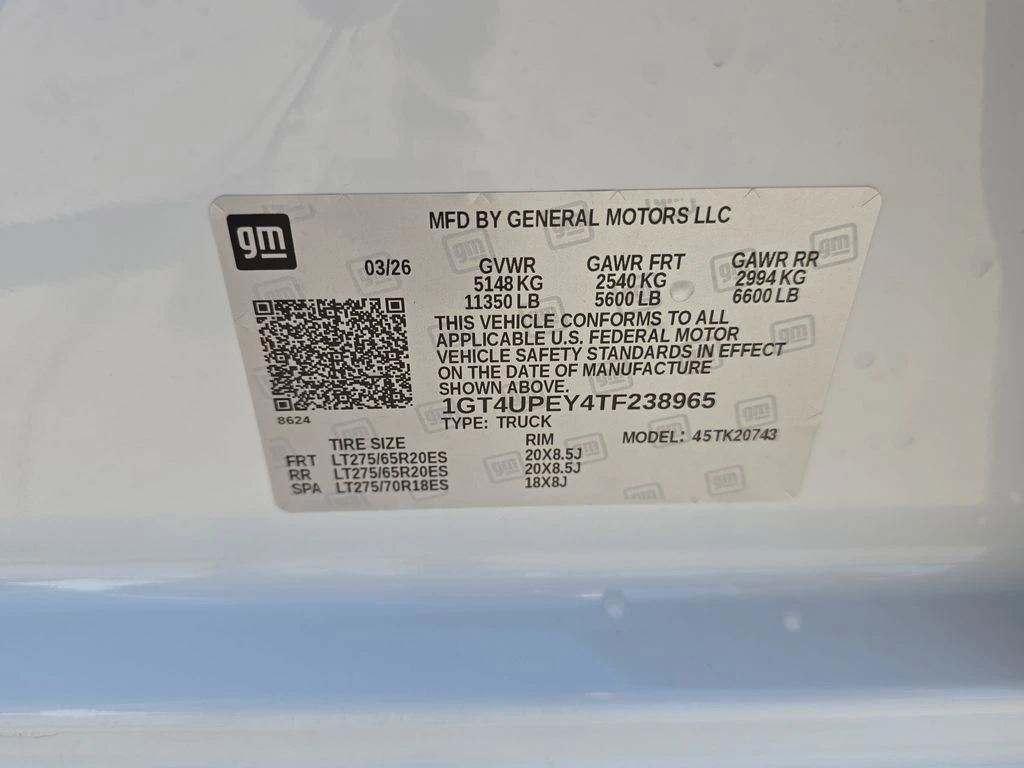 MFD BY GENERAL MOTORS LLC
gm
03/26 GVWR GAWR FRT GAWR RR
5148 KG 2540 KG 2994 KG
11350 LB 5600 LB 6600 LB
THIS VEHICLE CONFORMS TO ALL
APPLICABLE U.S. FEDERAL MOTOR
VEHICLE SAFETY STANDARDS IN EFFECT
ON THE DATE OF MANUFACTURE
SHOWN ABOVE.
8624
1GT4UPEY4TF238965
TYPE: TRUCK
TIRE SIZE RIM MODEL: 45TK20743
FRT LT275/65R20ES 20X8.5J
RR LT275/65R20ES 20X8.5J
SPA LT275/70R18ES 18X8J